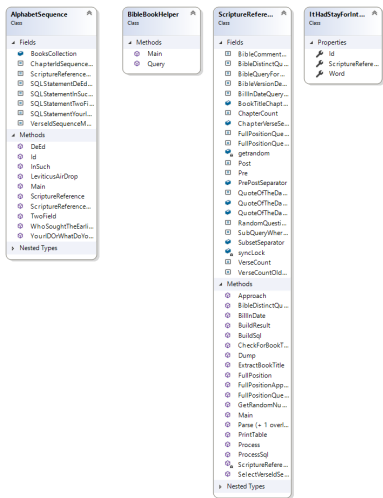 AlphabetSequence
Class
Fields
BooksCollection
ChapterIdSequence...
ScriptureReference...
SQLStatementDeEd...
SQLStatementInSuc...
SQLStatementTwoFi...
SQLStatementYourI...
VerseIdSequenceM...
Methods
DeEd
Id
InSuch
LeviticusAirDrop
Main
ScriptureReference
ScriptureReference...
TwoField
WhoSoughtTheEarli...
YourIDOrWhatDoYo...
Nested Types
BibleBookHelper
Class
Methods
Main
Query
ScriptureRefere...
Class
Fields
BibleComment...
BibleDistinctQu...
BibleQueryFor...
BibleVersionDe...
BillInDateQuery...
BookTitleChapt...
ChapterCount
ChapterVerseSe...
FullPositionQue...
FullPositionQue...
getrandom
Post
Pre
PrePostSeparator
QuoteOfTheDa...
QuoteOfTheDa...
QuoteOfTheDa...
RandomQuesti...
SubQueryWher...
SubsetSeparator
syncLock
VerseCount
VerseCountOld...
Methods
Approach
BibleDistinctQu...
BillInDate
BuildResult
BuildSql
CheckForBookT...
Dump
ExtractBookTitle
FullPosition
FullPositionApp...
FullPositionQue...
GetRandomNu...
Main
Parse (+ 1 overl...
PrintTable
Process
ProcessSql
ScriptureRefere...
SelectVerseIdSe...
Nested Types
ItHadStayForInt...
Class
Properties
Id
ScriptureRefere...
Word